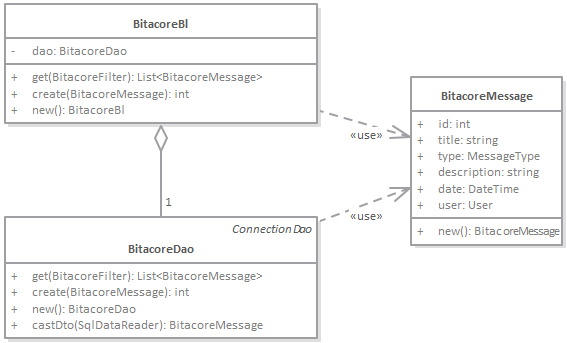 BitacoreBl
- dao: BitacoreDao
+ get(BitacoreFilter): List<BitacoreMessage>
+ create(BitacoreMessage): int
+ new(): BitacoreBl
«use»
BitacoreMessage
+ id: int
+ title: string
+ type: MessageType
+ description: string
+ date: DateTime
+ user: User
+ new(): BitacoreMessage
1
«use»
ConnectionDao
BitacoreDao
+ get(BitacoreFilter): List<BitacoreMessage>
+ create(BitacoreMessage): int
+ new(): BitacoreDao
+ castDto(SqlDataReader): BitacoreMessage